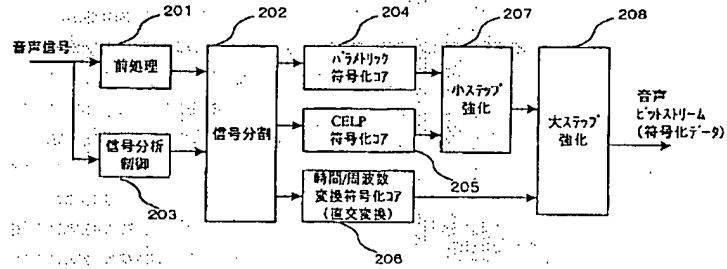 201
202
204
207
208
音声信号
前処理
信号分割
パラメトリック
符号化コア
小ステップ
強化
大ステップ
強化
音声
ビットストリーム
(符号化データ)
信号分析
制御
203
CELP
符号化コア
205
時間/周波数
変換符号化コア
(直交変換)
206